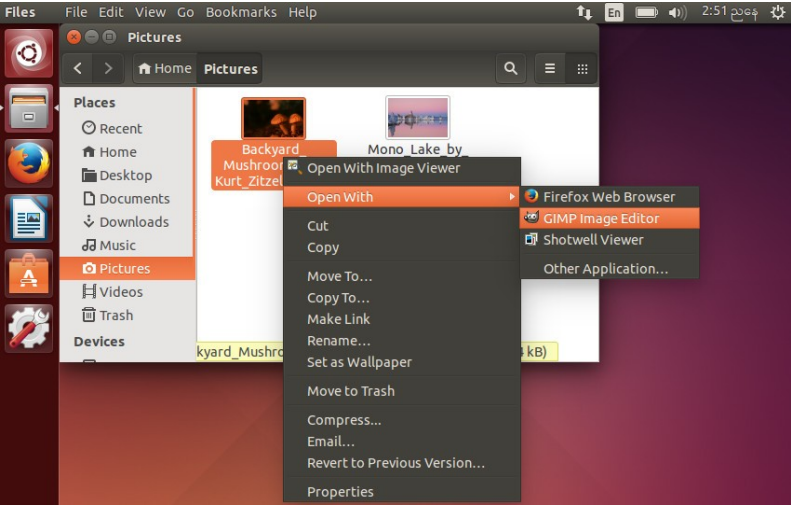 Files File Edit View Go Bookmarks Help En 2:51 ညနေ
Pictures
Home Pictures
Places
Recent
Home
Desktop
Documents
Downloads
Music
Pictures
Videos
Trash
Devices
Backyard_
Mushroo
Kurt_Zitzel
Mono_Lake_by_
kyard_Mushro
kB)
Open With Image Viewer
Open With
Cut
Copy
Move To…
Copy To…
Make Link
Rename…
Set as Wallpaper
Move to Trash
Compress...
Email…
Revert to Previous Version…
Properties
Firefox Web Browser
GIMP Image Editor
Shotwell Viewer
Other Application…